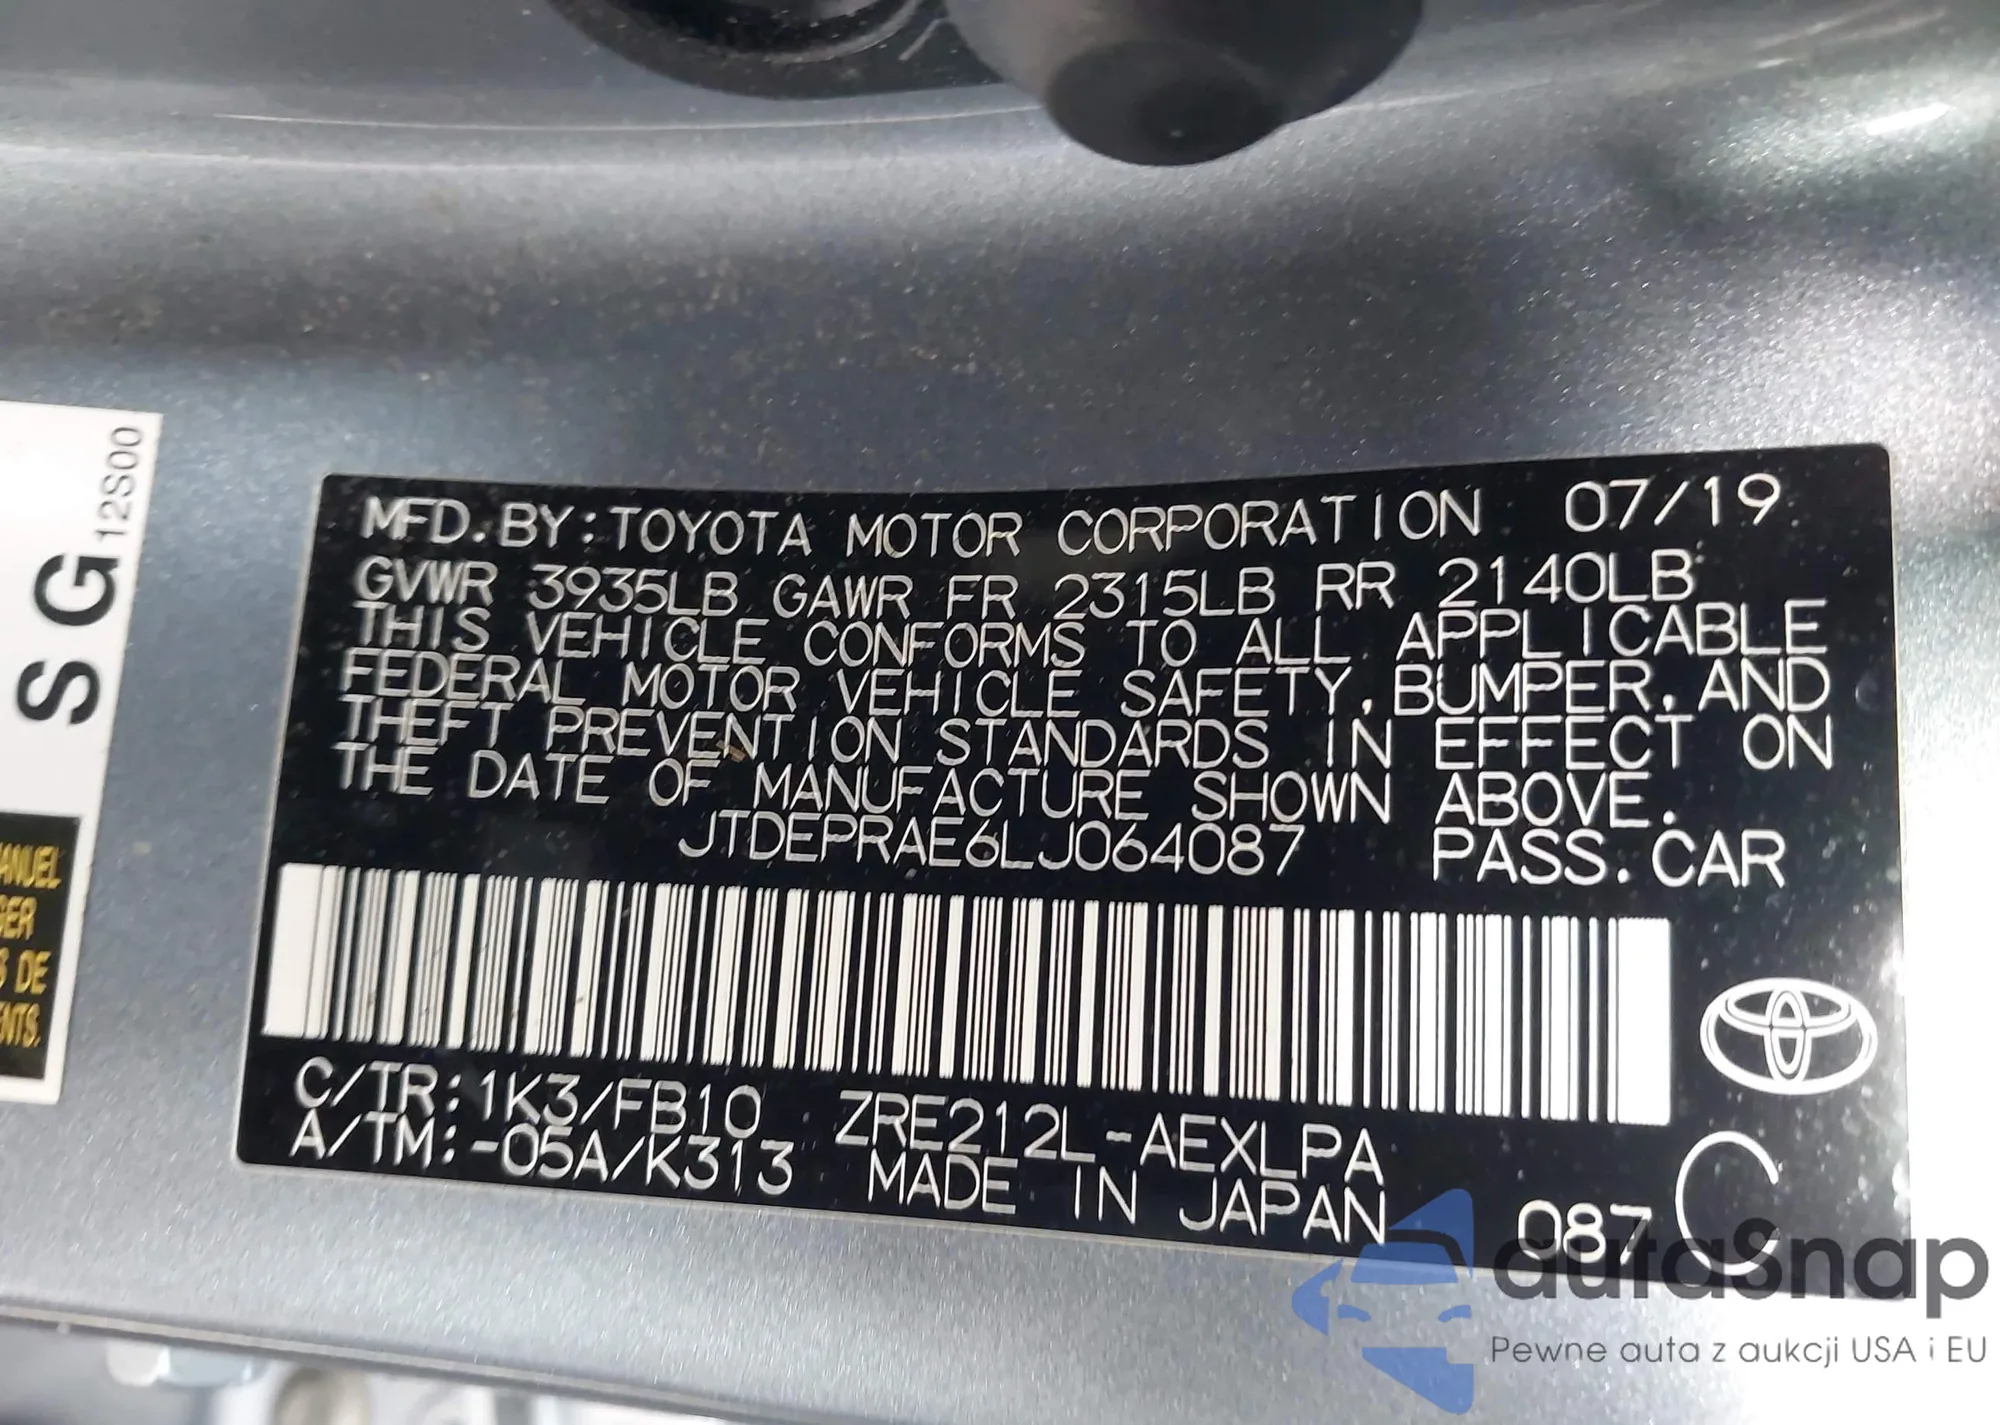 MFD.BY:TOYOTA MOTOR CORPORATION 07/19
GVWR 3935LB GAWR FR 2315LB RR 2140LB
THIS VEHICLE CONFORMS TO ALL APPLICABLE
FEDERAL MOTOR VEHICLE SAFETY, BUMPER, AND
THEFT PREVENTION STANDARDS IN EFFECT ON
THE DATE OF MANUFACTURE SHOWN ABOVE.
JTDEPRAE6LJ064087 PASS.CAR
C/TR:1K3/FB10 ZRE212L-AEXLPA
A/TM:-05A/K313 MADE IN JAPAN 087 C
SG12S00
S DE
autaSnap
Pewne auta z aukcji USA i EU